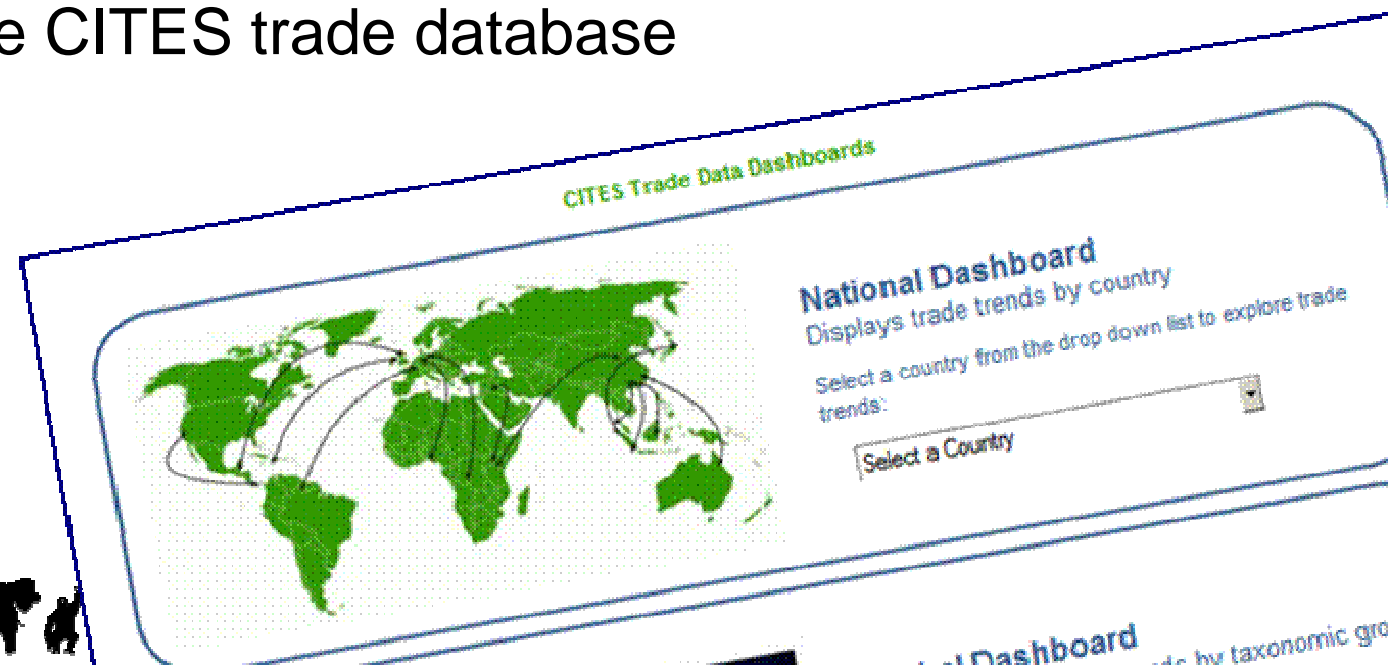 CITES trade database
CITES Trade Data Dashboards
National Dashboard
Displays trade trends by country
Select a country from the drop down list to explore trade
trends:
Select a Country
Dashboard
by taxonomic